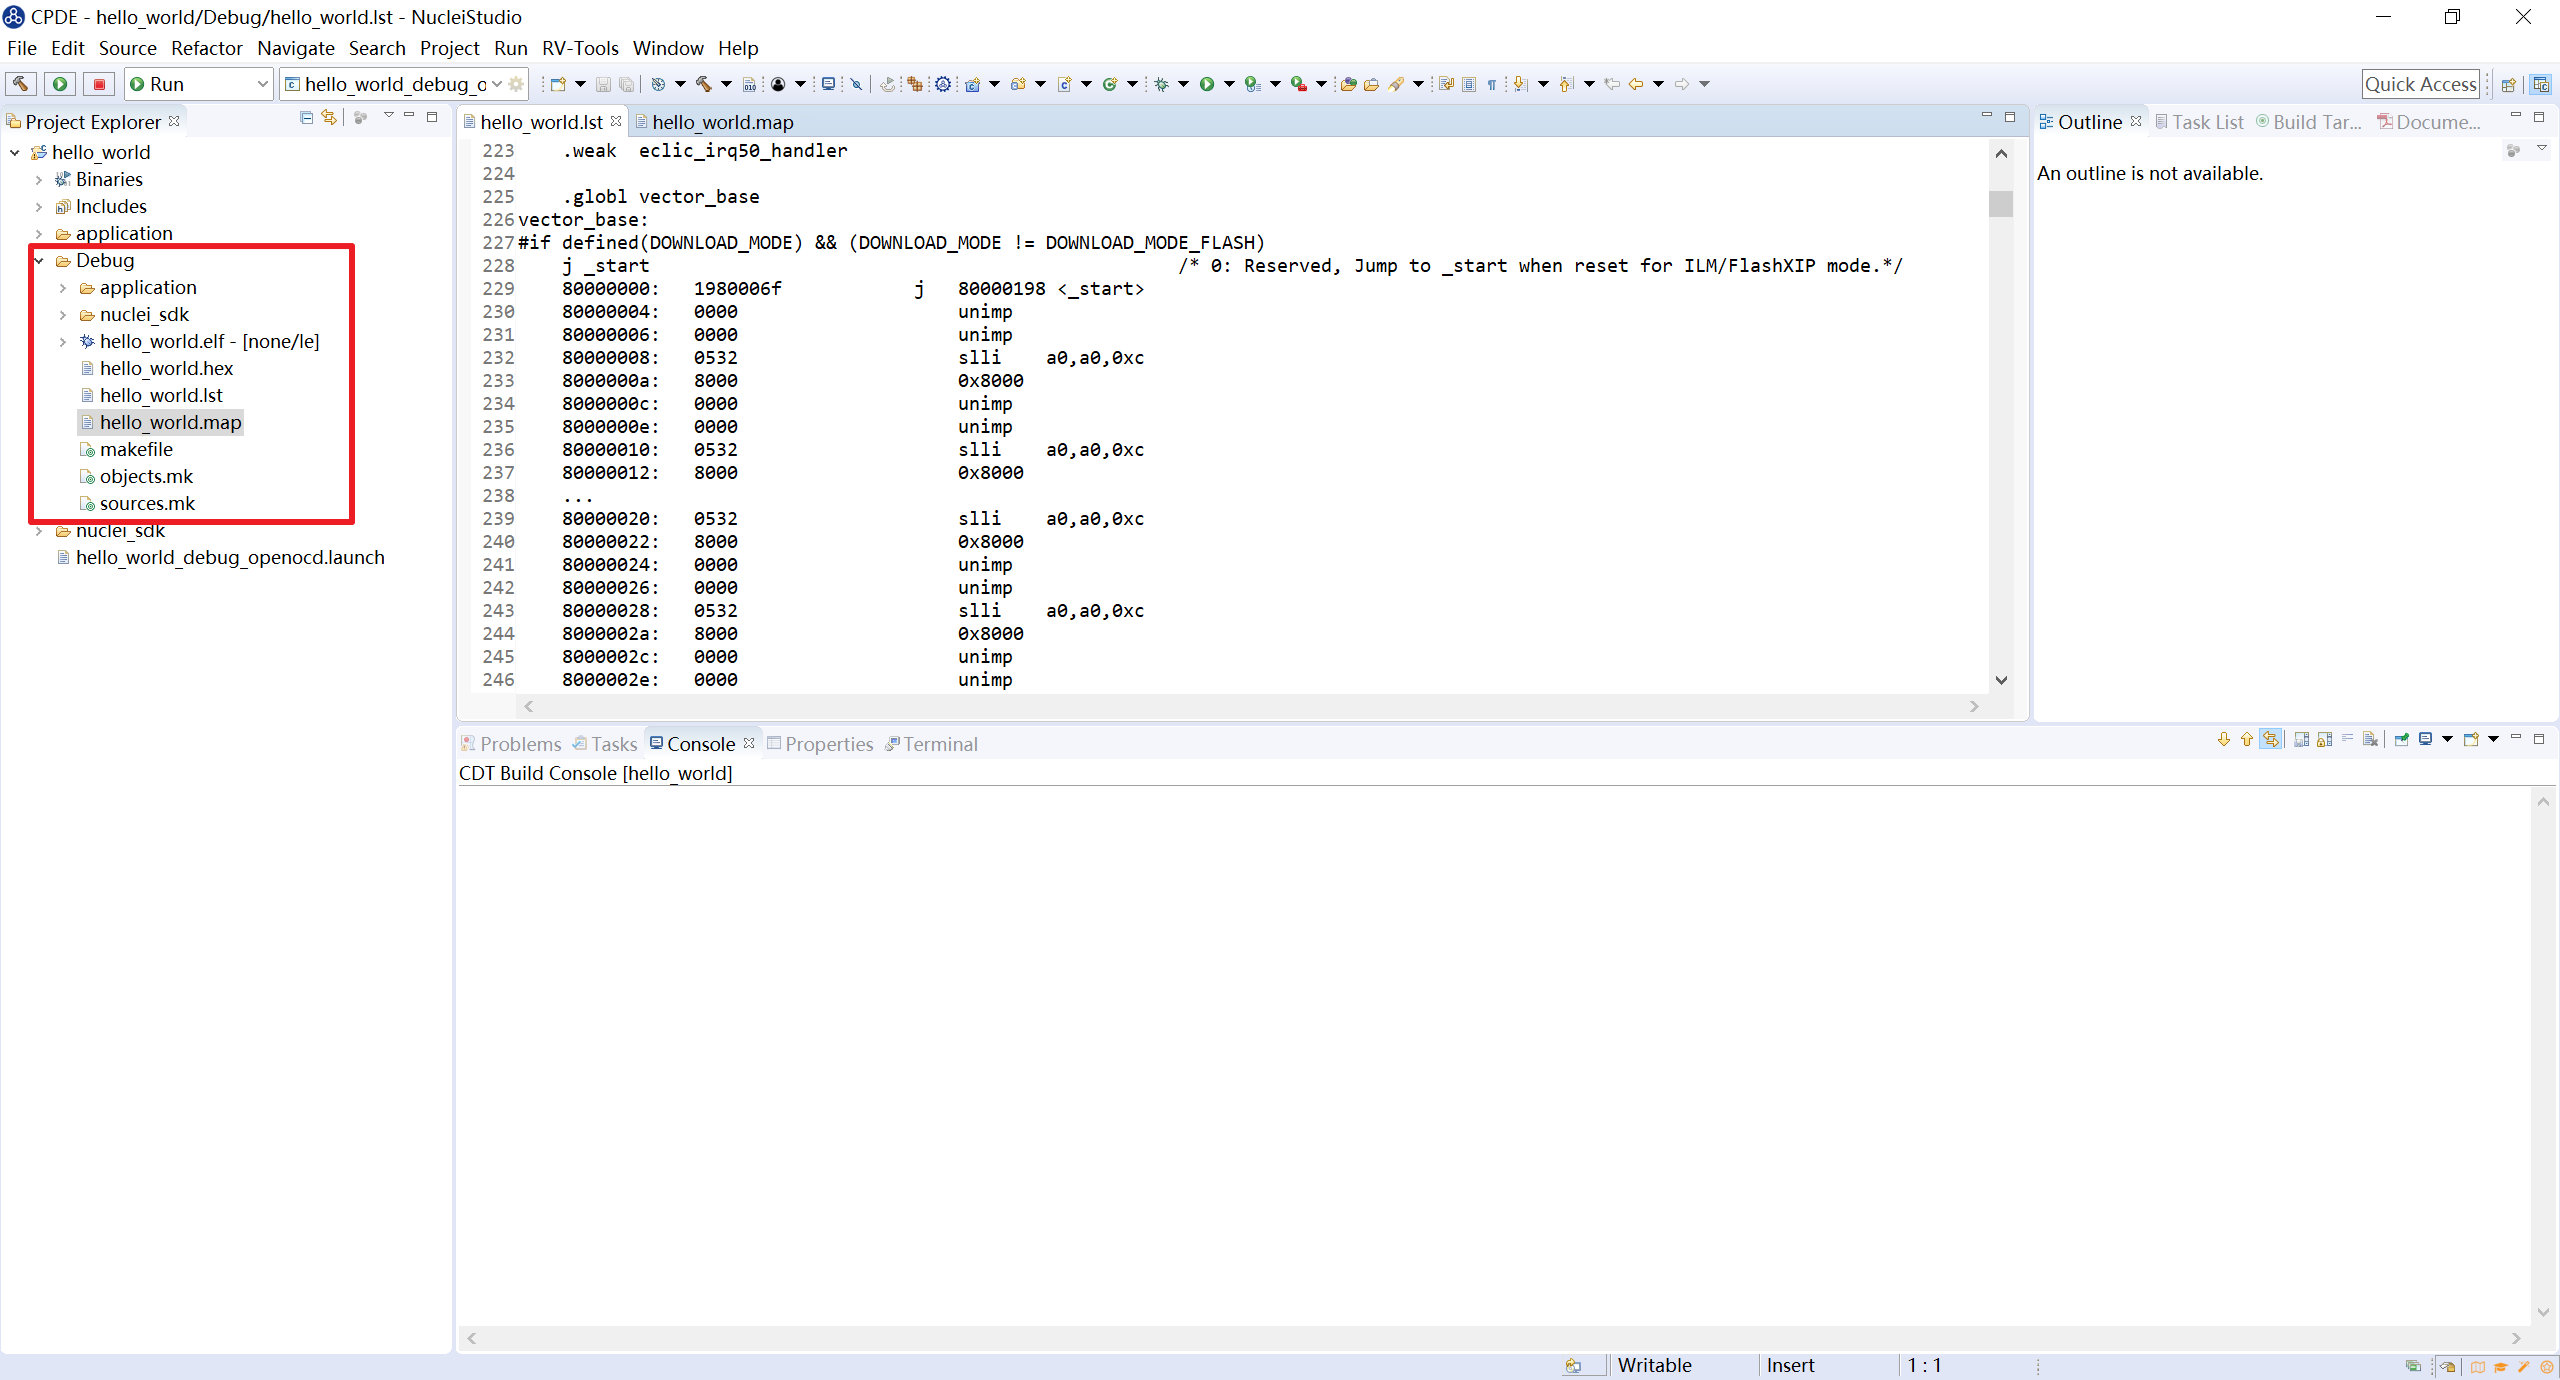 CPDE - hello_world/Debug/hello_world.lst - NucleiStudio
File Edit Source Refactor Navigate Search Project Run RV-Tools Window Help
Run hello_world_debug_o Quick Access
Project Explorer
hello_world
Binaries
Includes
application
Debug
application
nuclei_sdk
hello_world.elf - [none/le]
hello_world.hex
hello_world.lst
hello_world.map
makefile
objects.mk
sources.mk
nuclei_sdk
hello_world_debug_openocd.launch
hello_world.lst hello_world.map
223 .weak eclic_irq50_handler
224
225 .globl vector_base
226 vector_base:
227 #if defined(DOWNLOAD_MODE) && (DOWNLOAD_MODE != DOWNLOAD_MODE_FLASH)
228 j _start /* 0: Reserved, Jump to _start when reset for ILM/FlashXIP mode.*/
229 80000000: 1980006f j 80000198 <_start>
230 80000004: 0000 unimp
231 80000006: 0000 unimp
232 80000008: 0532 slli a0,a0,0xc
233 8000000a: 8000 0x8000
234 8000000c: 0000 unimp
235 8000000e: 0000 unimp
236 80000010: 0532 slli a0,a0,0xc
237 80000012: 8000 0x8000
238 ...
239 80000020: 0532 slli a0,a0,0xc
240 80000022: 8000 0x8000
241 80000024: 0000 unimp
242 80000026: 0000 unimp
243 80000028: 0532 slli a0,a0,0xc
244 8000002a: 8000 0x8000
245 8000002c: 0000 unimp
246 8000002e: 0000 unimp
Outline Task List Build Tar... Docume...
An outline is not available.
Problems Tasks Console Properties Terminal
CDT Build Console [hello_world]
Writable Insert 1 : 1